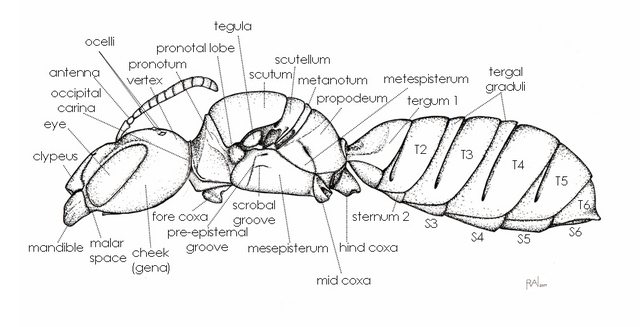 tegula
ocelli
pronotal lobe
scutellum
antenna
pronotum
scutum
metanotum
metespisterum
tergal
graduli
vertex
propodeum
occipital
carina
tergum 1
eye
clypeus
T2
T3
T4
T5
T6
mandible
malar
space
cheek
(gena)
fore coxa
pre-episternal
groove
scrobal
groove
mesepisterum
mid coxa
hind coxa
sternum 2
S3
S4
S5
S6